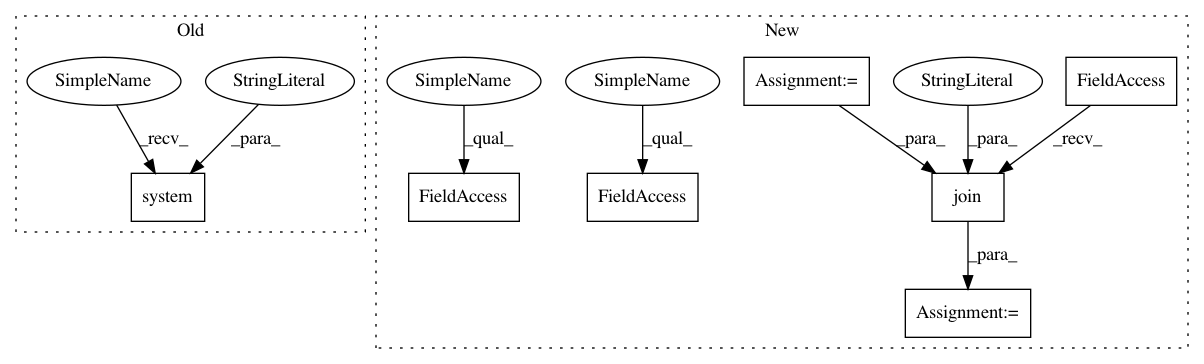 Old
New
SimpleName
StringLiteral
SimpleName
SimpleName
Assignment:=
StringLiteral
FieldAccess
_recv_
_para_
_qual_
_qual_
_para_
_para_
_recv_
system
FieldAccess
FieldAccess
join
_para_
Assignment:=